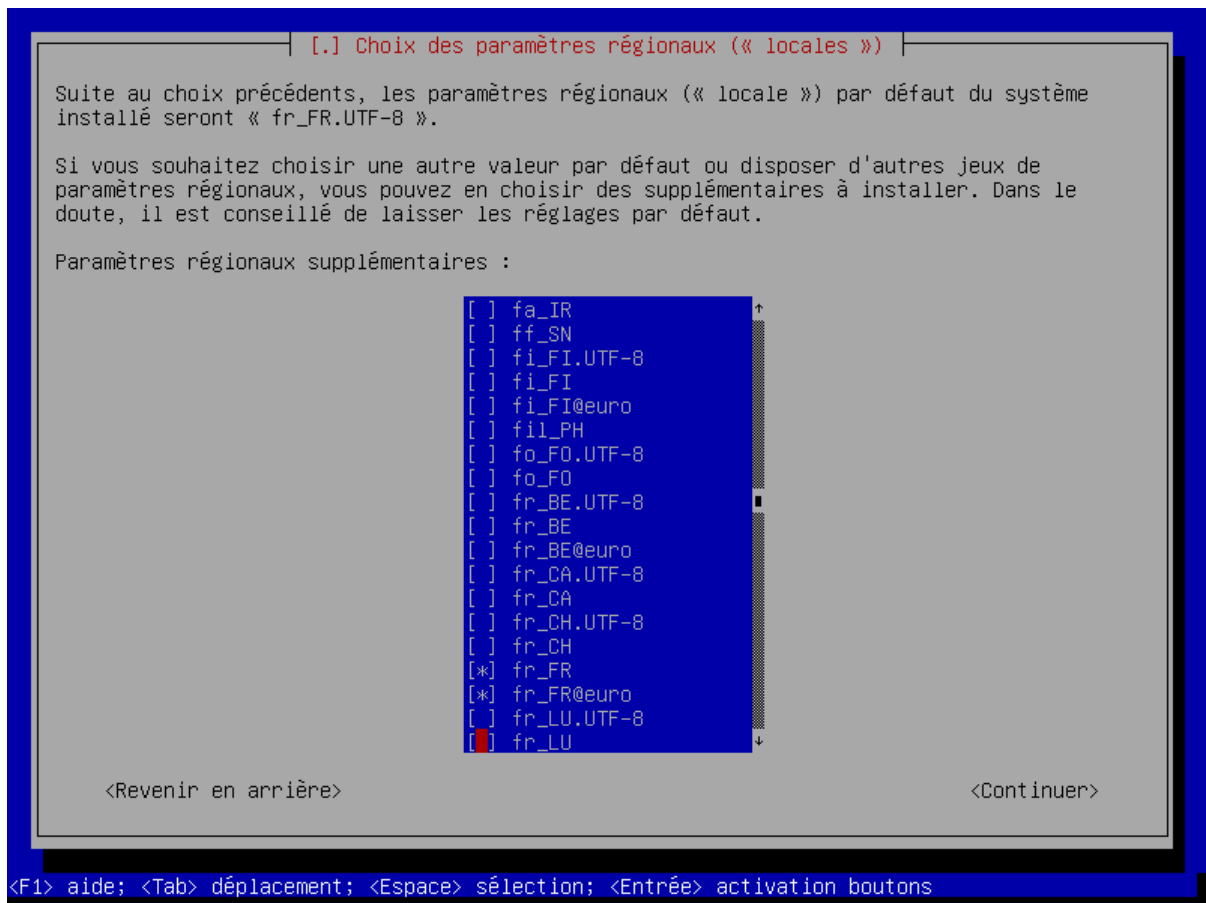 [.] Choix des paramètres régionaux (« locales »)
Suite au choix précédents, les paramètres régionaux (« locale ») par défaut du système
installé seront « fr_FR.UTF-8 ».
Si vous souhaitez choisir une autre valeur par défaut ou disposer d'autres jeux de
paramètres régionaux, vous pouvez en choisir des supplémentaires à installer. Dans le
doute, il est conseillé de laisser les réglages par défaut.
Paramètres régionaux supplémentaires :
[ ] fa_IR
[ ] ff_SN
[ ] fi_FI.UTF-8
[ ] fi_FI
[ ] fi_FI@euro
[ ] fil_PH
[ ] fo_FO.UTF-8
[ ] fo_FO
[ ] fr_BE.UTF-8
[ ] fr_BE
[ ] fr_BE@euro
[ ] fr_CA.UTF-8
[ ] fr_CA
[ ] fr_CH.UTF-8
[ ] fr_CH
[*] fr_FR
[*] fr_FR@euro
[ ] fr_LU.UTF-8
[ ] fr_LU
<Revenir en arrière> <Continuer>
<F1> aide; <Tab> déplacement; <Espace> sélection; <Entrée> activation boutons